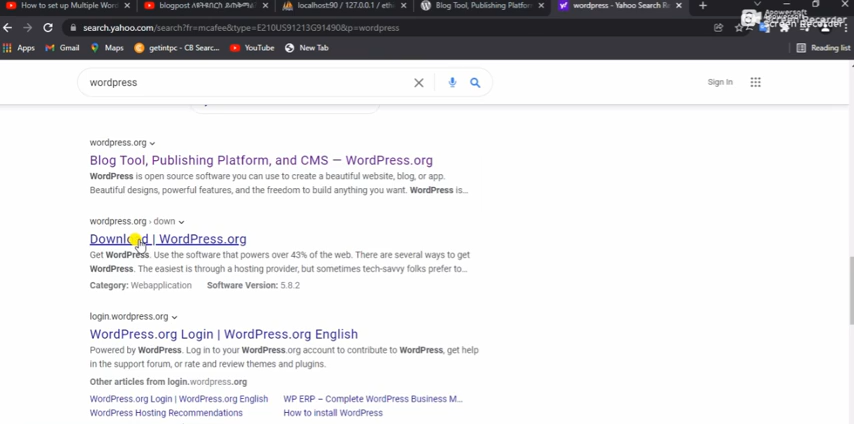 How to set up Multiple W
blogpost
localhost90 / 127.0.0.1 / eth
Blog Tool, Publishing Platfor
wordpress - Yahoo Search R
search.yahoo.com/search?fr=mcafee&type=E210US91213G91490&p=wordpress
Apowersoft
Screen Recorder
Apps Gmail Maps getintpc - CB Sear... YouTube New Tab Reading list
wordpress
Sign In
wordpress.org
Blog Tool, Publishing Platform, and CMS — WordPress.org
WordPress is open source software you can use to create a beautiful website, blog, or app.
Beautiful designs, powerful features, and the freedom to build anything you want. WordPress is...
wordpress.org › down
Download | WordPress.org
Get WordPress. Use the software that powers over 43% of the web. There are several ways to get
WordPress. The easiest is through a hosting provider, but sometimes tech-savvy folks prefer to...
Category: Webapplication Software Version: 5.8.2
login.wordpress.org
WordPress.org Login | WordPress.org English
Powered by WordPress. Log in to your WordPress.org account to contribute to WordPress, get help
in the support forum, or rate and review themes and plugins.
Other articles from login.wordpress.org
WordPress.org Login | WordPress.org English WP ERP – Complete WordPress Business M...
WordPress Hosting Recommendations How to install WordPress